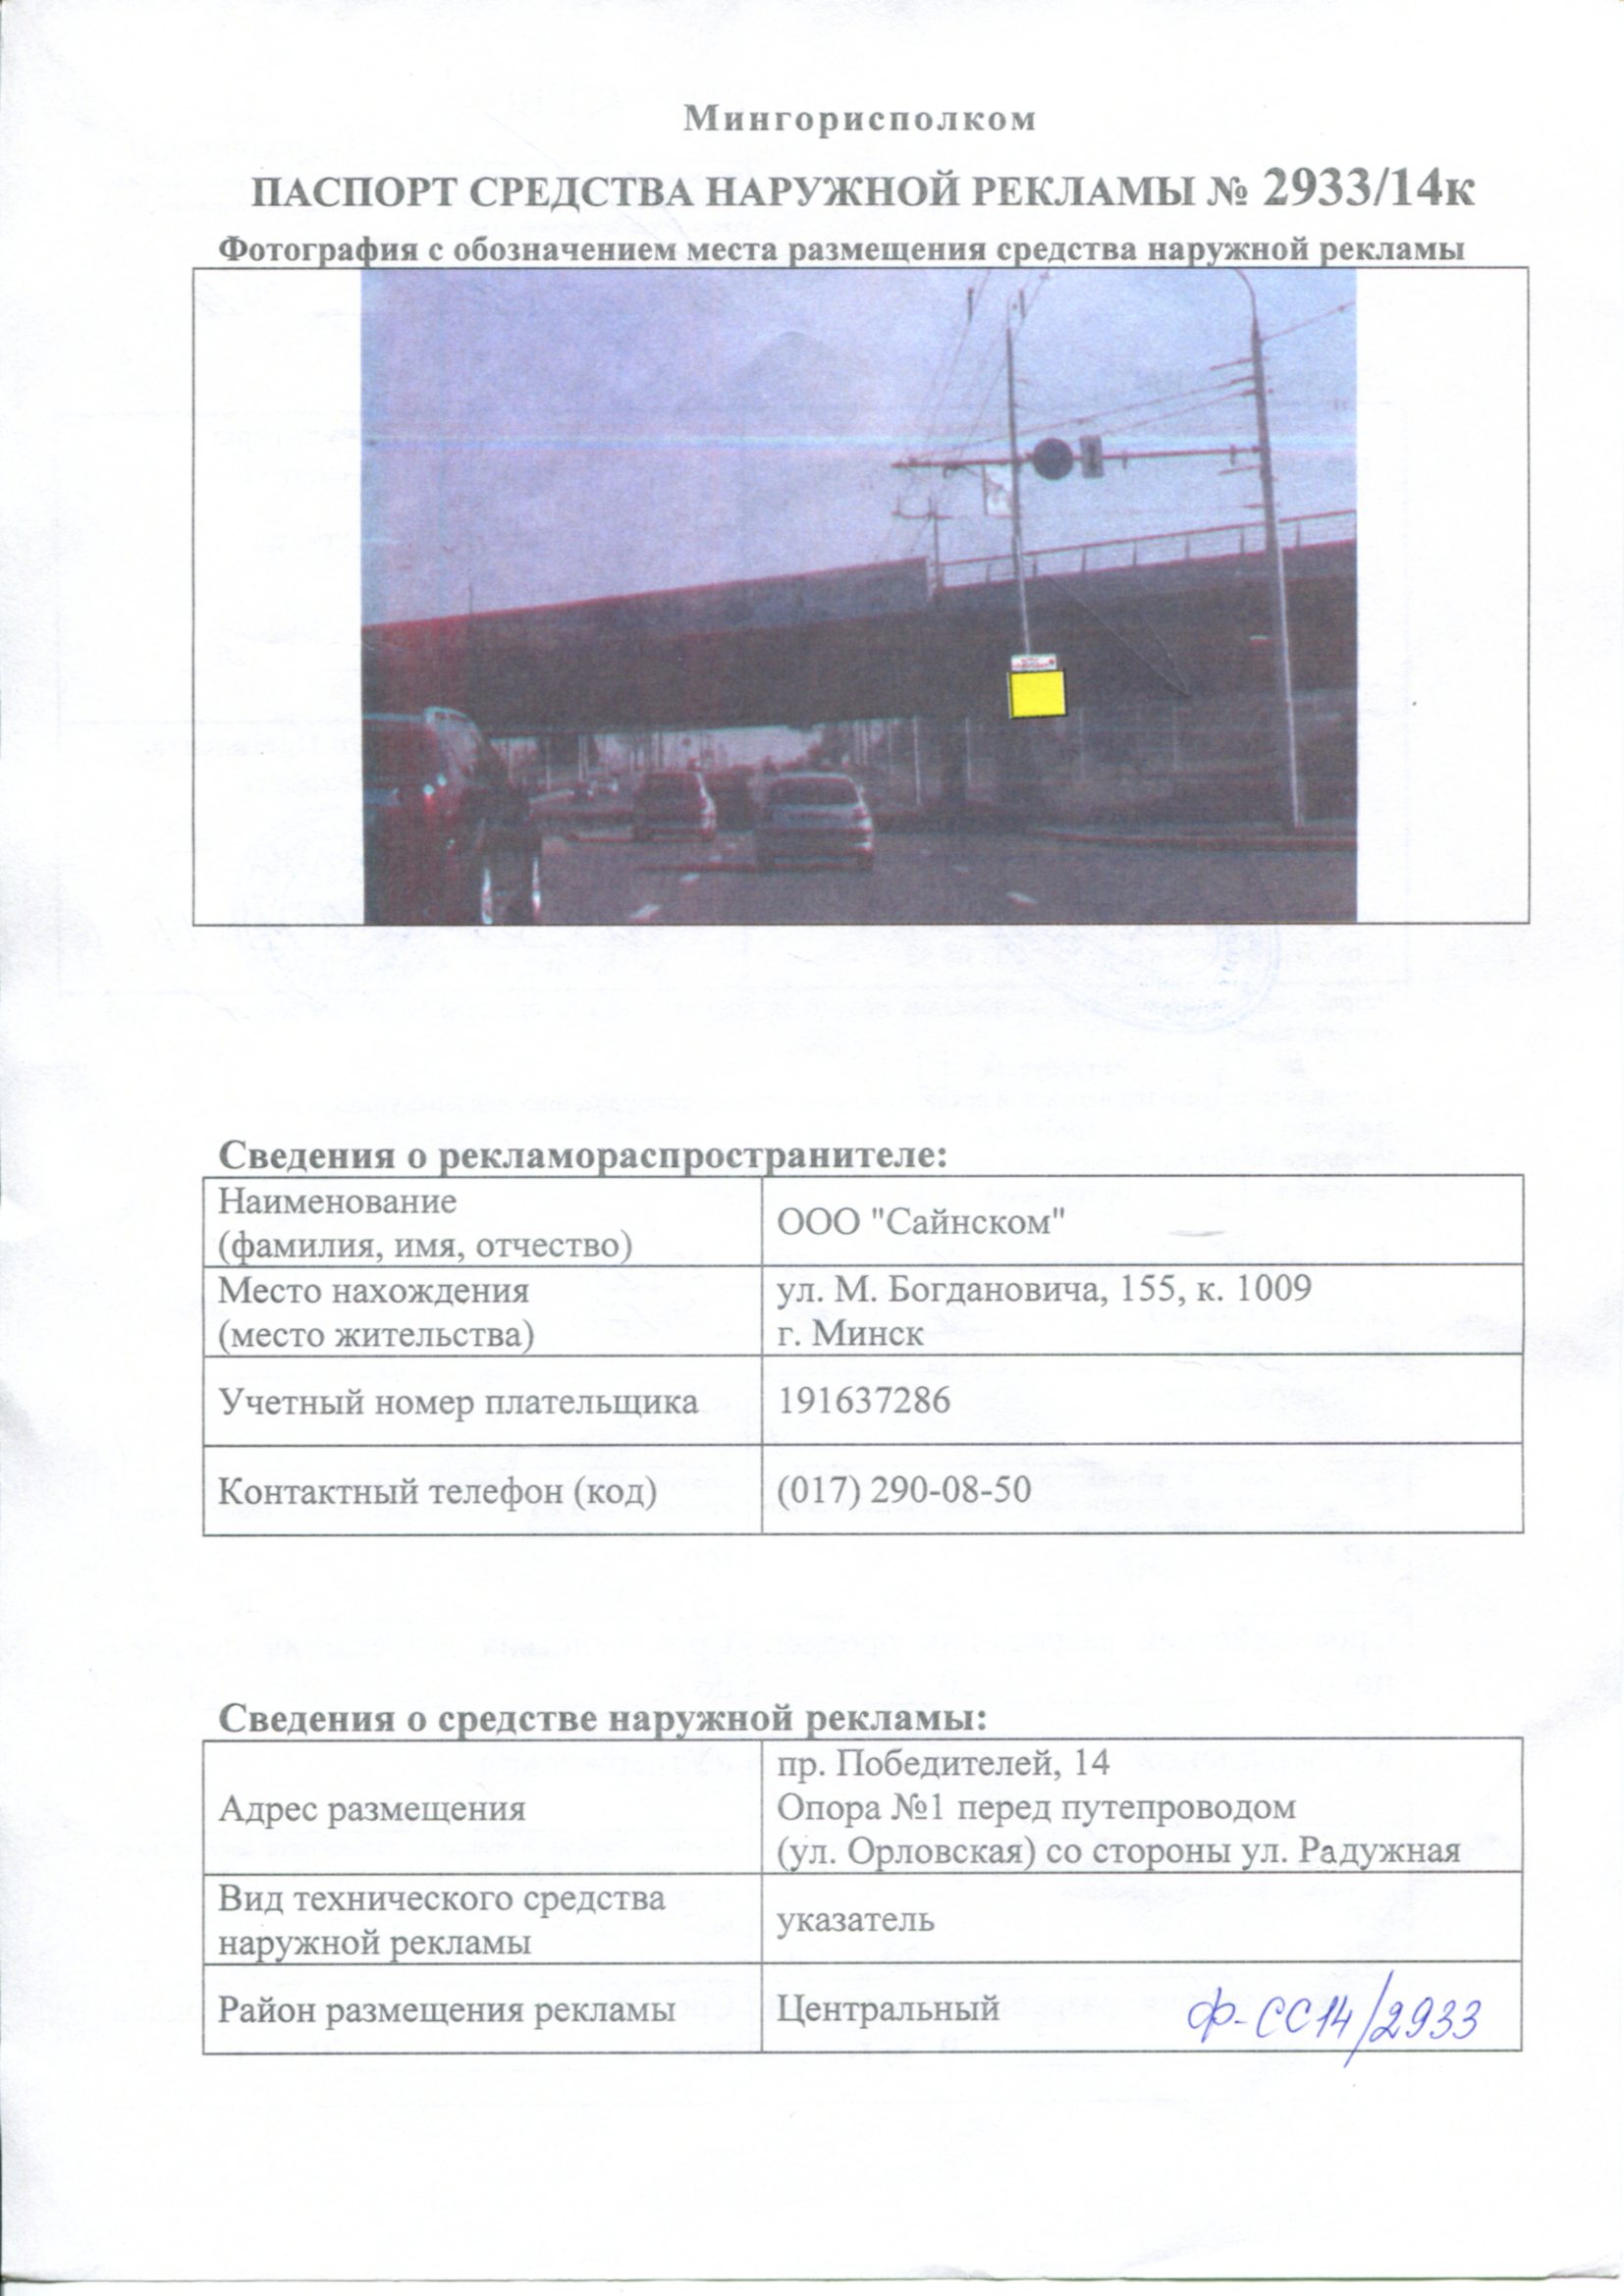 Мингорисполком
ПАСПОРТ СРЕДСТВА НАРУЖНОЙ РЕКЛАМЫ № 2933/14к
Фотография с обозначением места размещения средства наружной рекламы
Сведения о рекламораспространителе:
Наименование
(фамилия, имя, отчество)
ООО "Сайнском"
Место нахождения
(место жительства)
ул. М. Богдановича, 155, к. 1009
г. Минск
Учетный номер плательщика
191637286
Контактный телефон (код)
(017) 290-08-50
Сведения о средстве наружной рекламы:
Адрес размещения
пр. Победителей, 14
Опора №1 перед путепроводом
(ул. Орловская) со стороны ул. Радужная
Вид технического средства
наружной рекламы
указатель
Район размещения рекламы
Центральный
Ф-СС14/2933